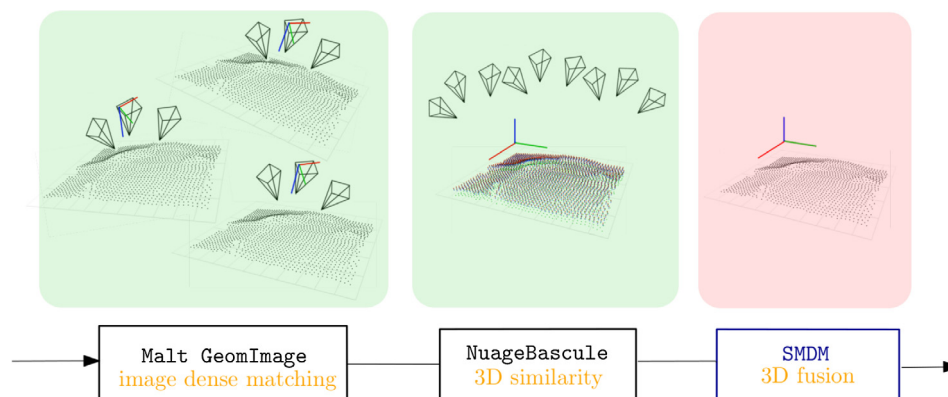 Malt GeomImage
image dense matching
NuageBascule
3D similarity
SMDM
3D fusion